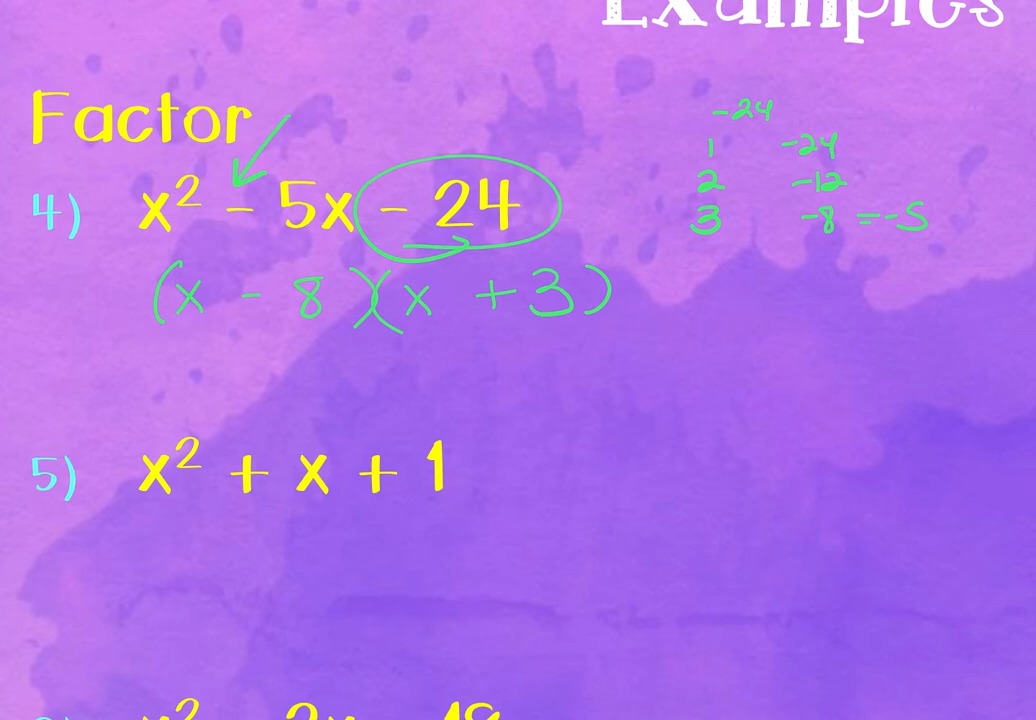 Examples
Factor
-24
1 -24
2 -12
3 -8 = -5
4) x² - 5x - 24
(x - 8)(x + 3)
5) x² + x + 1